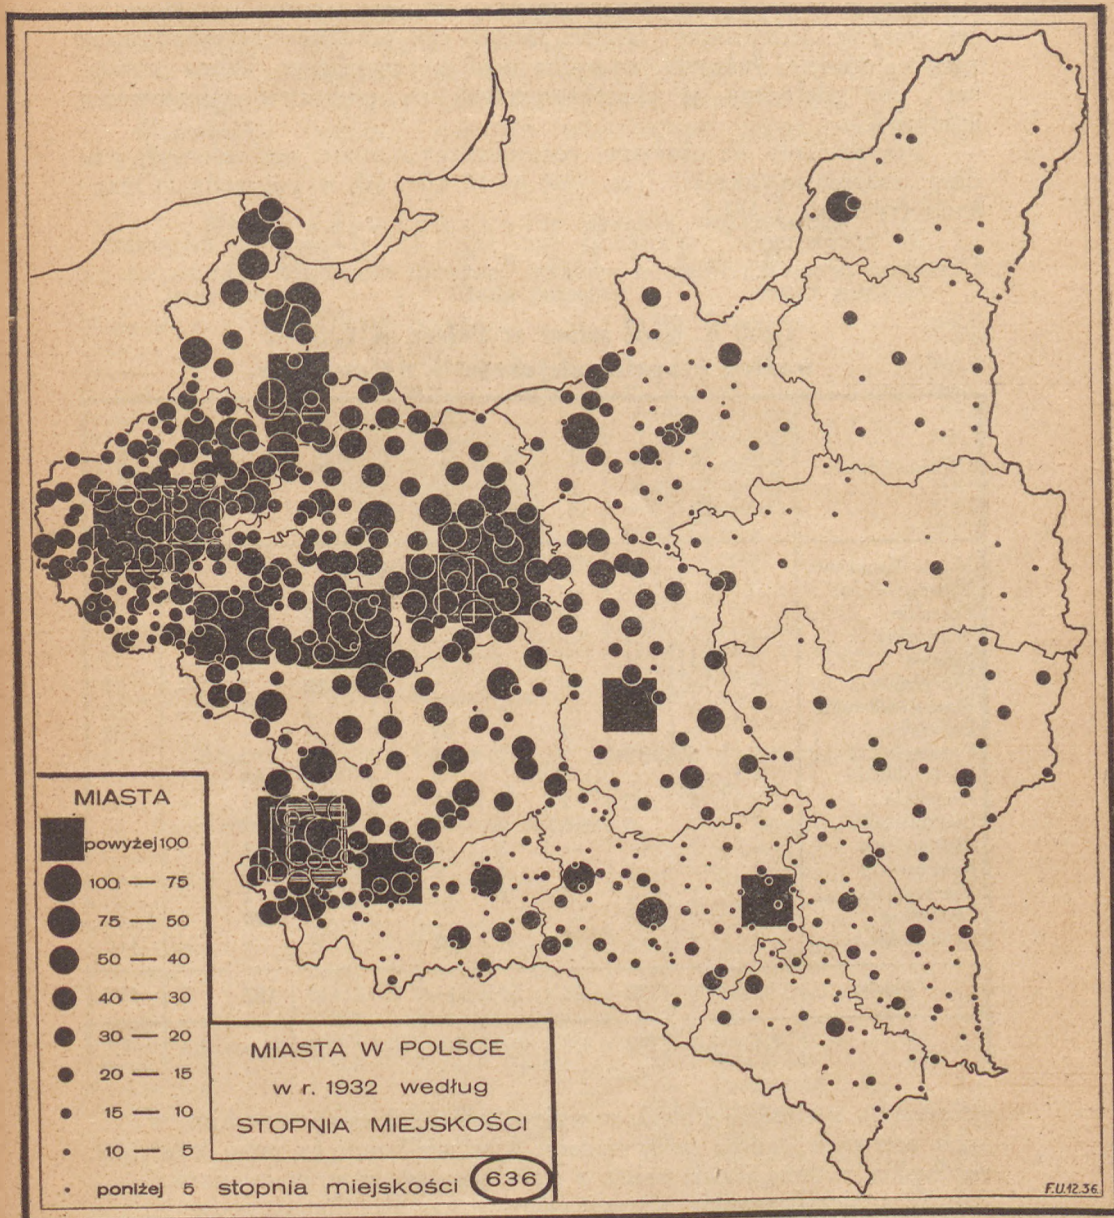 MIASTA
powyżej 100
100 — 75
75 — 50
50 — 40
40 — 30
30 — 20
20 — 15
15 — 10
10 — 5
poniżej 5 stopnia miejskości
MIASTA W POLSCE
w r. 1932 według
STOPNIA MIEJSKOŚCI
636
F.U.12.36.